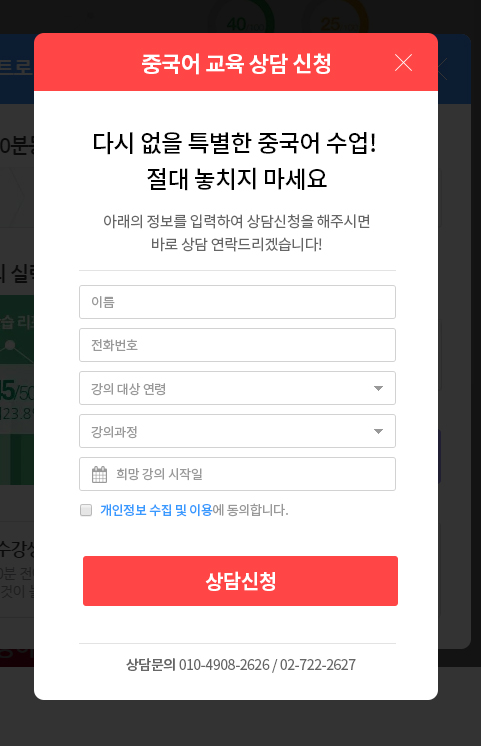 40
25
중국어 교육 상담 신청
다시 없을 특별한 중국어 수업!
절대 놓치지 마세요
아래의 정보를 입력하여 상담신청을 해주시면
바로 상담 연락드리겠습니다!
이름
전화번호
강의 대상 연령
강의과정
희망 강의 시작일
개인정보 수집 및 이용에 동의합니다.
상담신청
상담문의 010-4908-2626 / 02-722-2627